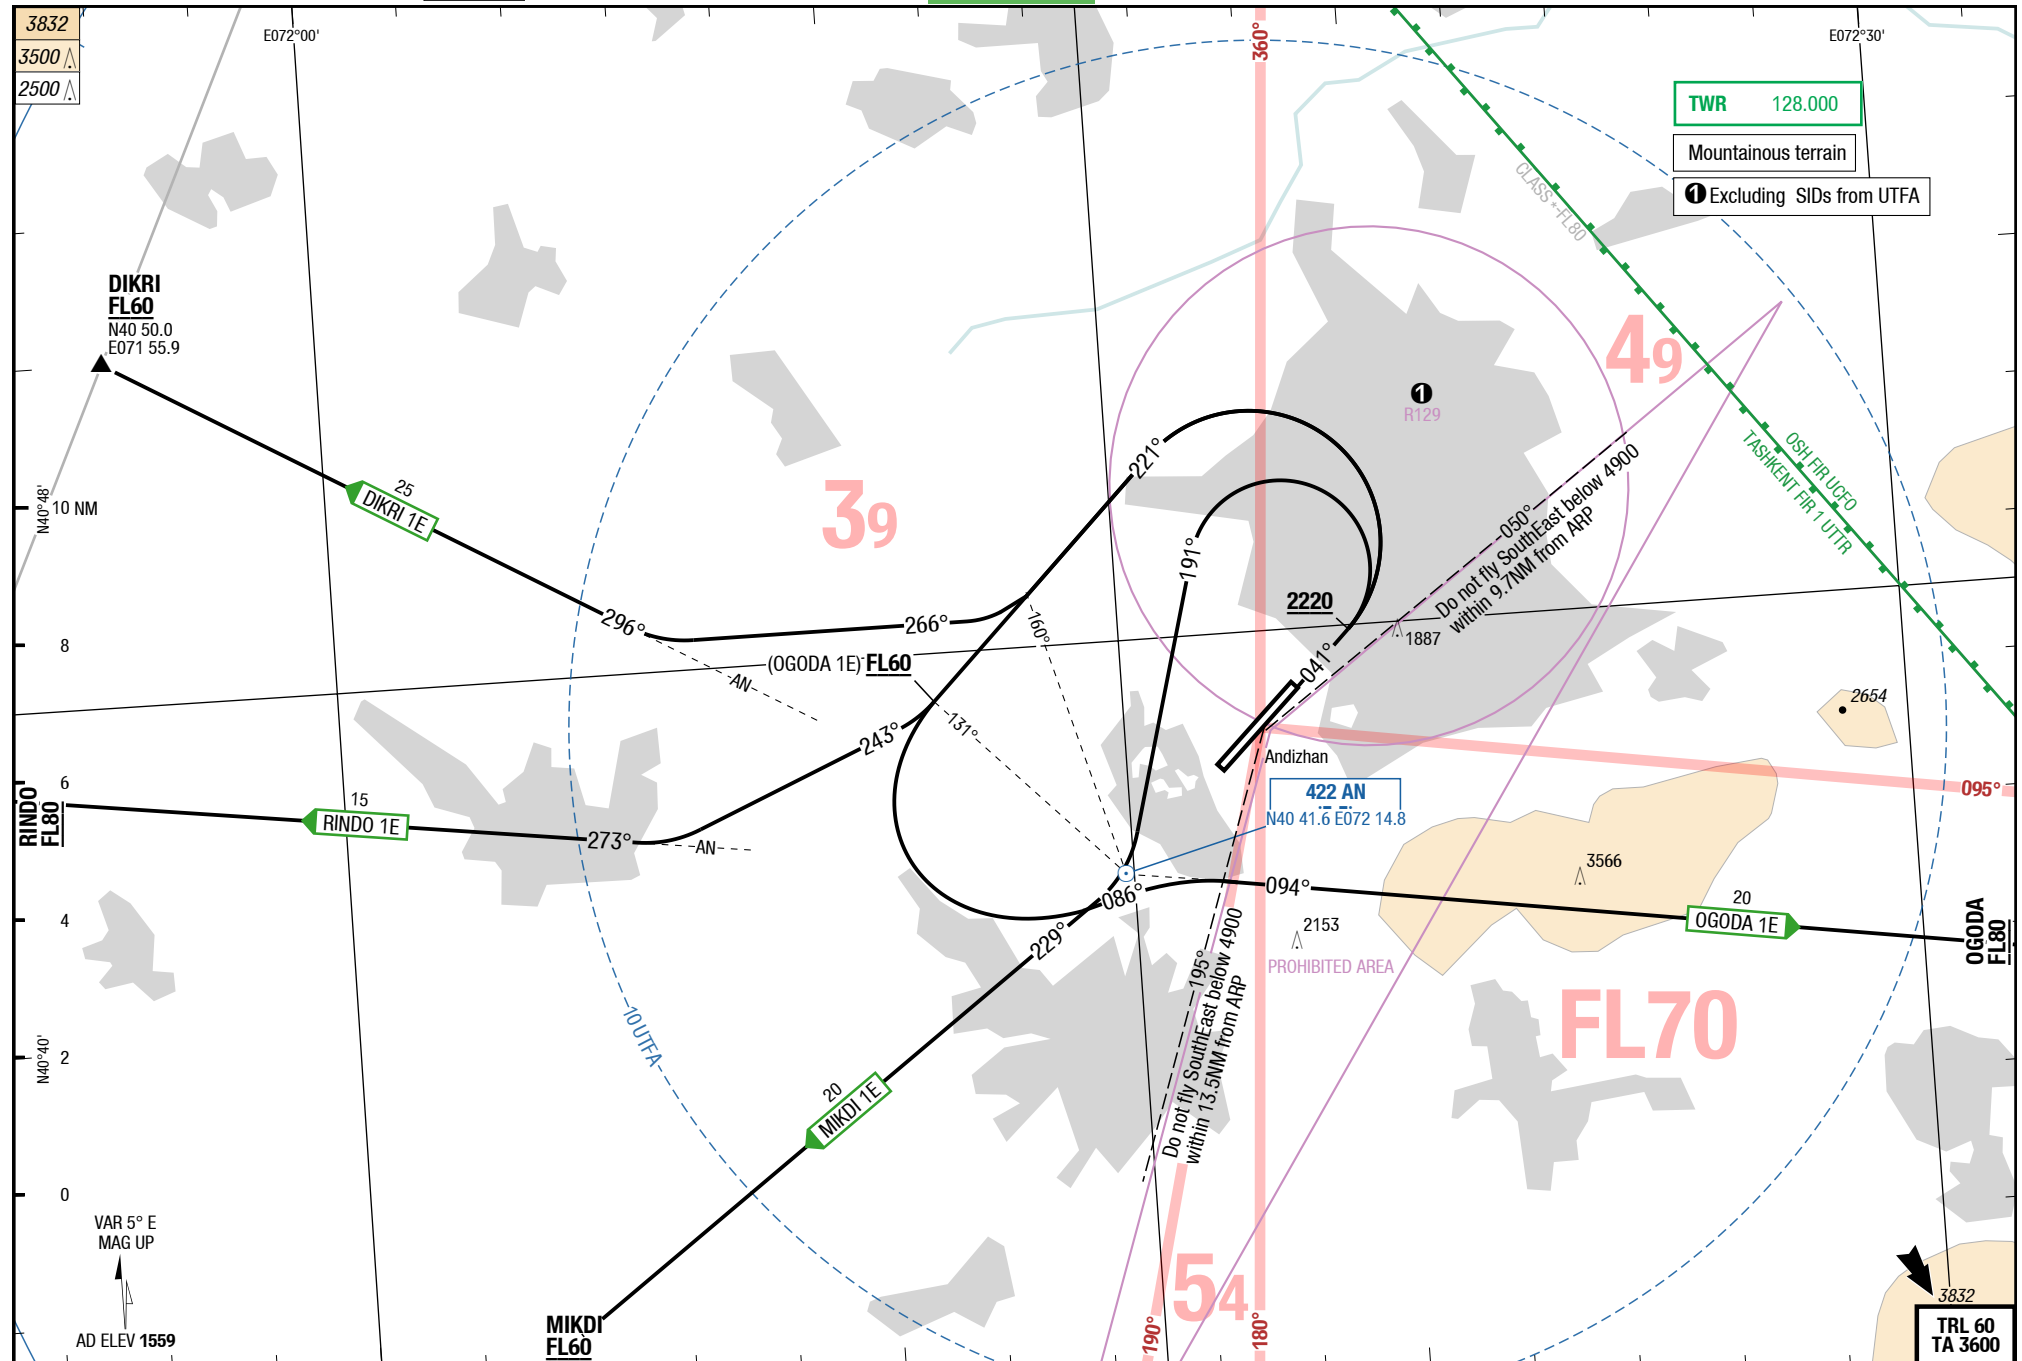 3832
3500
2500
E072°00'
360°
E072°30'
TWR 128.000
Mountainous terrain
1 Excluding SIDs from UTFA
CLASS *-FL80
DIKRI
FL60
N40 50.0
E071 55.9
49
1
R129
OSH FIR UCFO
TASHKENT FIR 1 UTTR
221°
39
25
DIKRI 1E
N40°48'
10 NM
050°
Do not fly SouthEast below 4900
within 9.7NM from ARP
191°
2220
1887
296°
266°
160°
041°
8
(OGODA 1E) FL60
AN
131°
243°
2654
Andizhan
6
422 AN
N40 41.6 E072 14.8
095°
RINDO
FL80
15
RINDO 1E
273°
AN
3566
086°
094°
20
OGODA 1E
OGODA
FL80
4
229°
2153
PROHIBITED AREA
195°
Do not fly SouthEast below 4900
within 13.5NM from ARP
FL70
10 UTFA
N40°40'
2
20
MIKDI 1E
0
VAR 5° E
MAG UP
AD ELEV 1559
MIKDI
FL60
54
190°
180°
3832
TRL 60
TA 3600